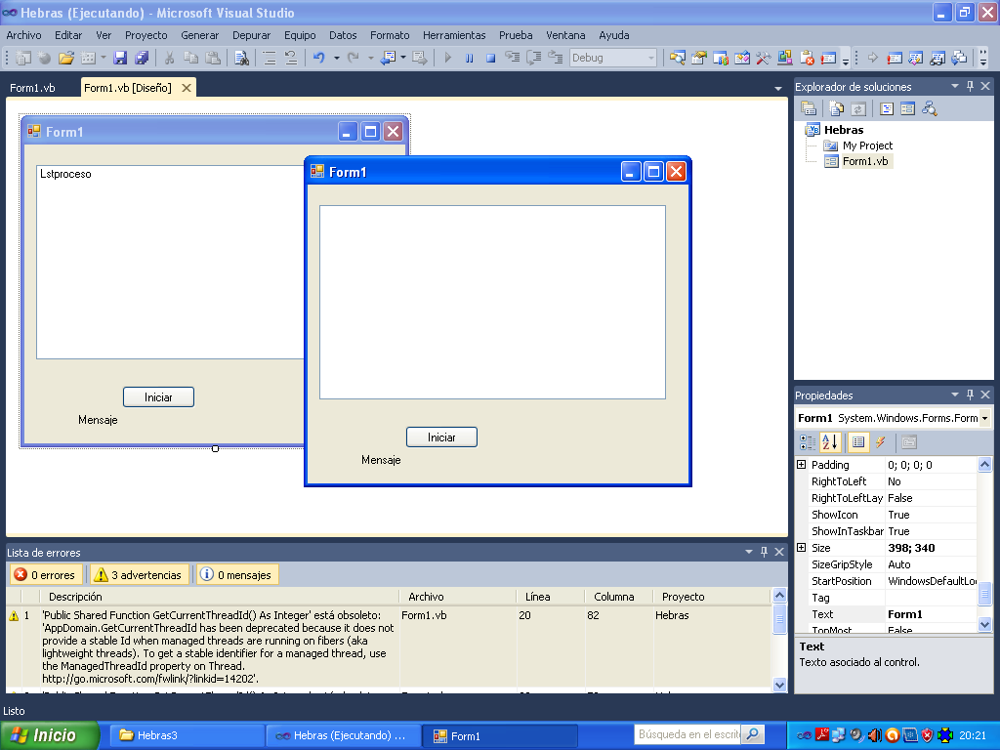 Hebras (Ejecutando) - Microsoft Visual Studio
Archivo Editar Ver Proyecto Generar Depurar Equipo Datos Formato Herramientas Prueba Ventana Ayuda
Debug
Form1.vb Form1.vb [Diseño]
Form1
Lstproceso
Iniciar
Mensaje
Form1
Iniciar
Mensaje
Explorador de soluciones
Hebras
My Project
Form1.vb
Propiedades
Form1 System.Windows.Forms.Form
Padding 0; 0; 0; 0
RightToLeft No
RightToLeftLay False
ShowIcon True
ShowInTaskbar True
Size 398; 340
SizeGripStyle Auto
StartPosition WindowsDefaultLo
Tag
Text Form1
TopMost False
Text
Texto asociado al control.
Lista de errores
0 errores 3 advertencias 0 mensajes
Descripción Archivo Línea Columna Proyecto
1 'Public Shared Function GetCurrentThreadId() As Integer' está obsoleto: Form1.vb 20 82 Hebras
'AppDomain.GetCurrentThreadId has been deprecated because it does not
provide a stable Id when managed threads are running on fibers (aka
lightweight threads). To get a stable identifier for a managed thread, use
the ManagedThreadId property on Thread.
http://go.microsoft.com/fwlink/?linkid=14202'.
Listo
Inicio Hebras3 Hebras (Ejecutando) ... Form1 Búsqueda en el escrito 20:21